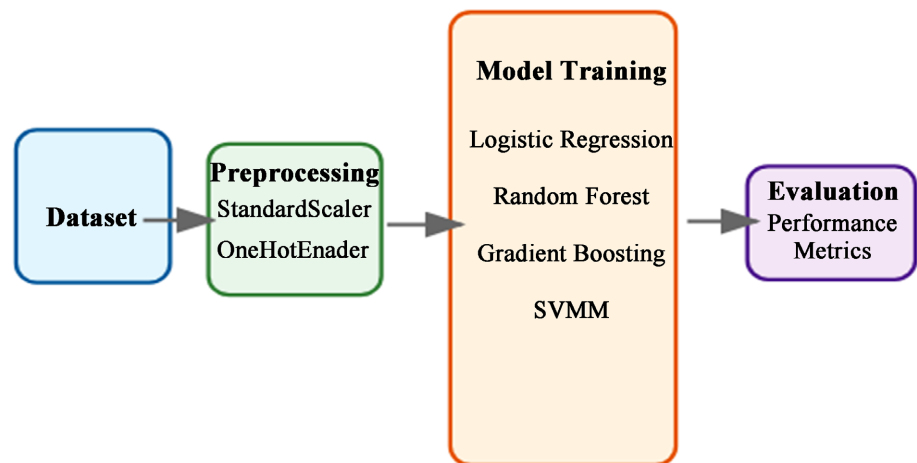 Dataset
Preprocessing
StandardScaler
OneHotEnader
Model Training
Logistic Regression
Random Forest
Gradient Boosting
SVMM
Evaluation
Performance
Metrics